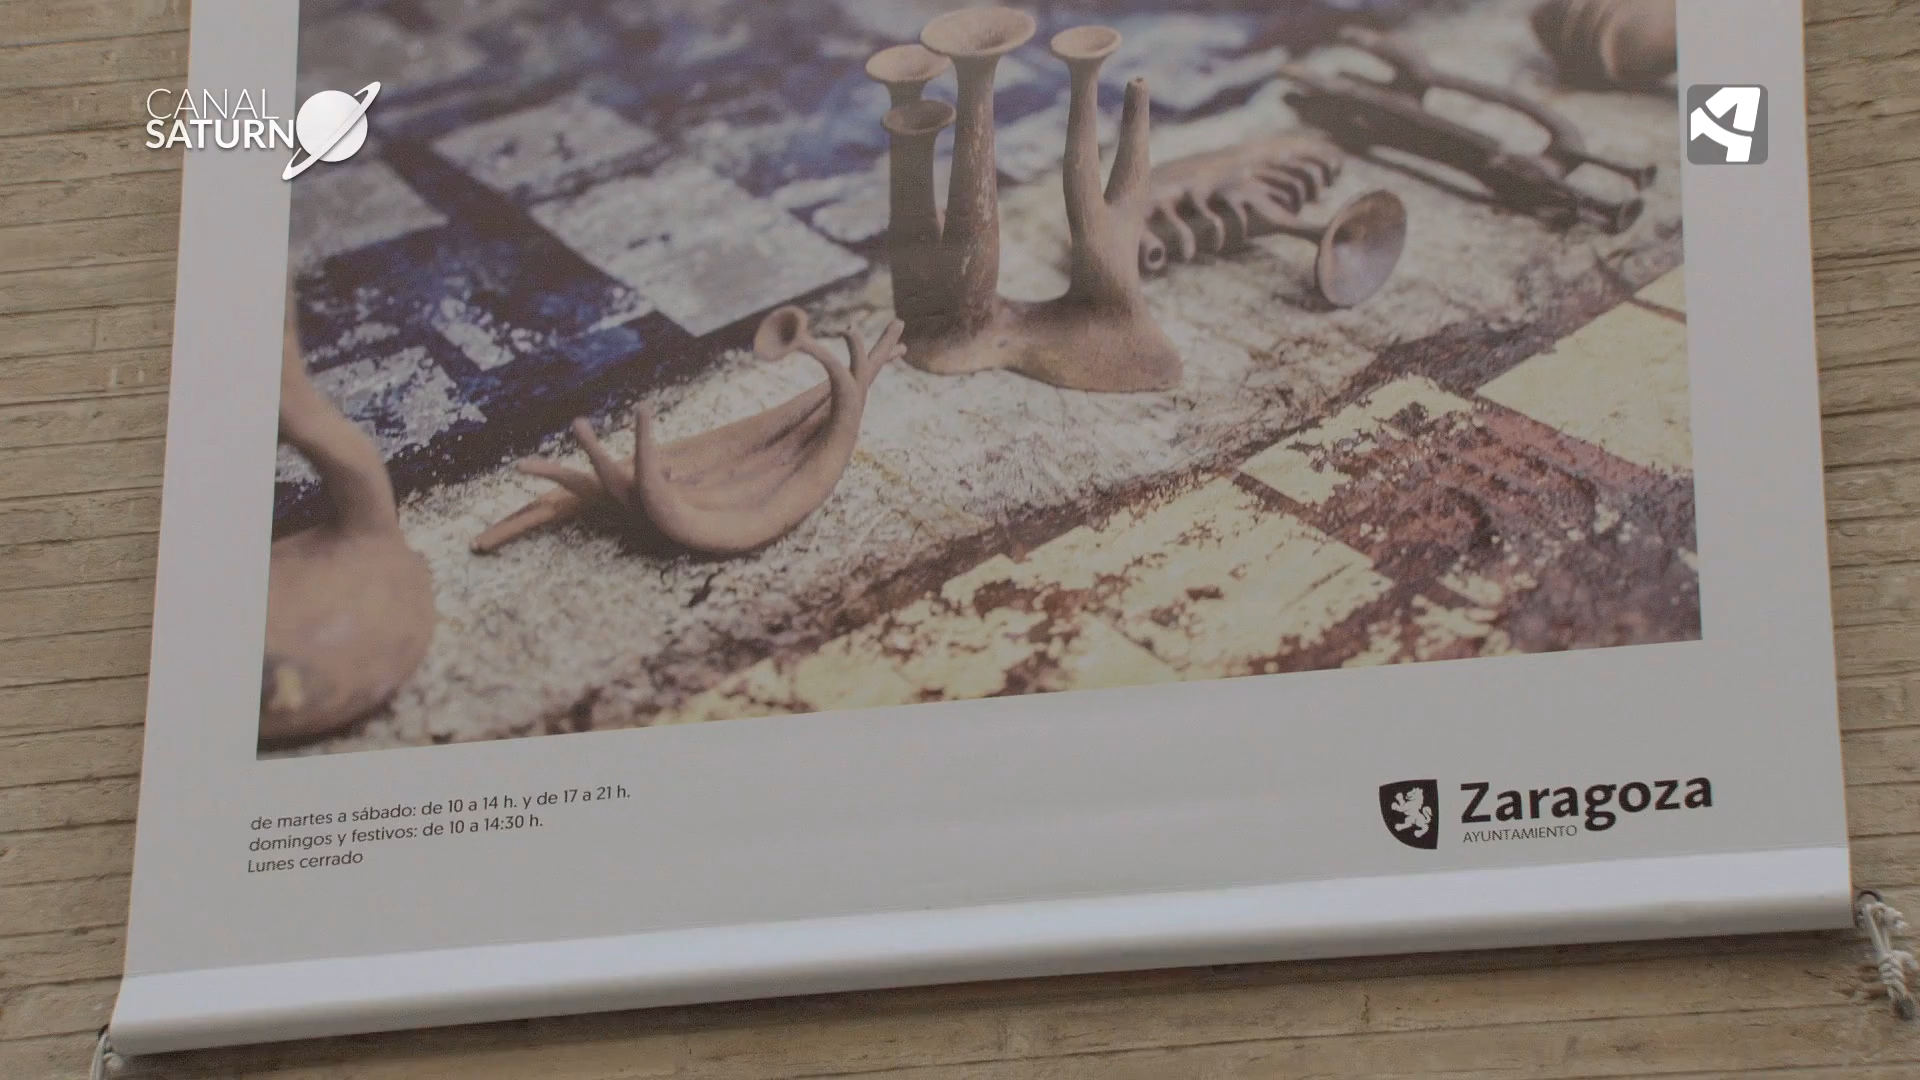 CANAL
SATURNO
de martes a sábado: de 10 a 14 h. y de 17 a 21 h.
domingos y festivos: de 10 a 14:30 h.
Lunes cerrado
Zaragoza
AYUNTAMIENTO